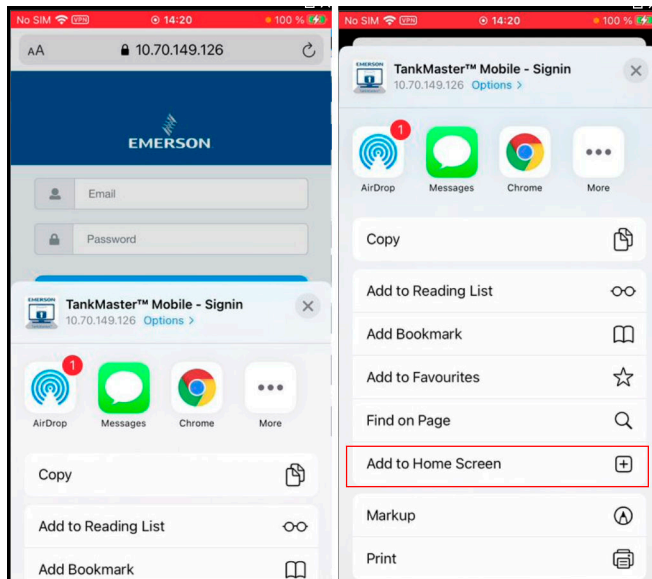 No SIM VPN 14:20 100 %
AA 10.70.149.126
EMERSON
Email
Password
EMERSON
TankMaster™ Mobile - Signin
10.70.149.126 Options >
1
AirDrop Messages Chrome More
Copy
Add to Reading List
Add Bookmark
No SIM VPN 14:20 100 %
EMERSON
TankMaster™ Mobile - Signin
10.70.149.126 Options >
1
AirDrop Messages Chrome More
Copy
Add to Reading List
Add Bookmark
Add to Favourites
Find on Page
Add to Home Screen
Markup
Print